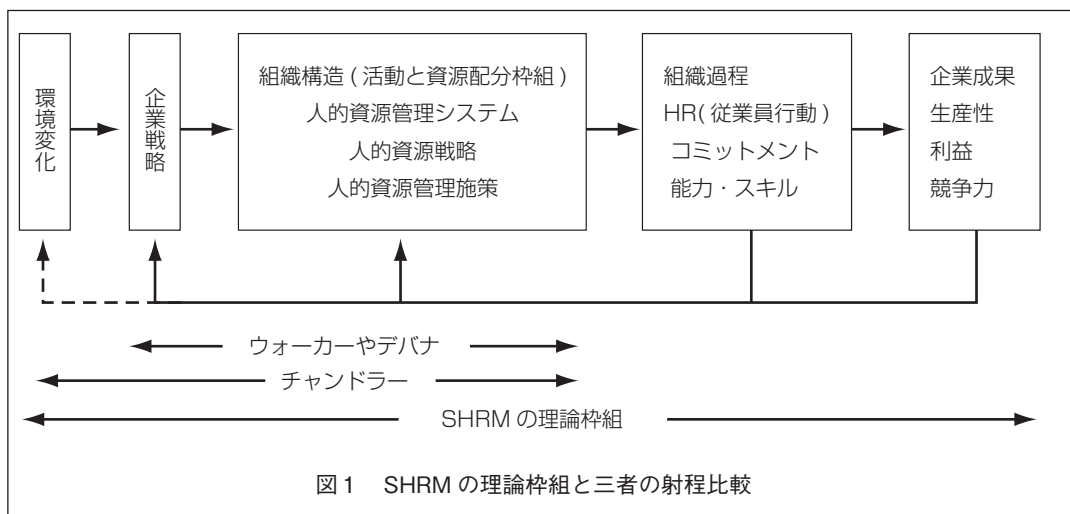 環境変化
企業戦略
組織構造 ( 活動と資源配分枠組 )
人的資源管理システム
人的資源戦略
人的資源管理施策
組織過程
HR( 従業員行動 )
コミットメント
能力・スキル
企業成果
生産性
利益
競争力
ウォーカーやデバナ
チャンドラー
SHRM の理論枠組
図1 SHRM の理論枠組と三者の射程比較